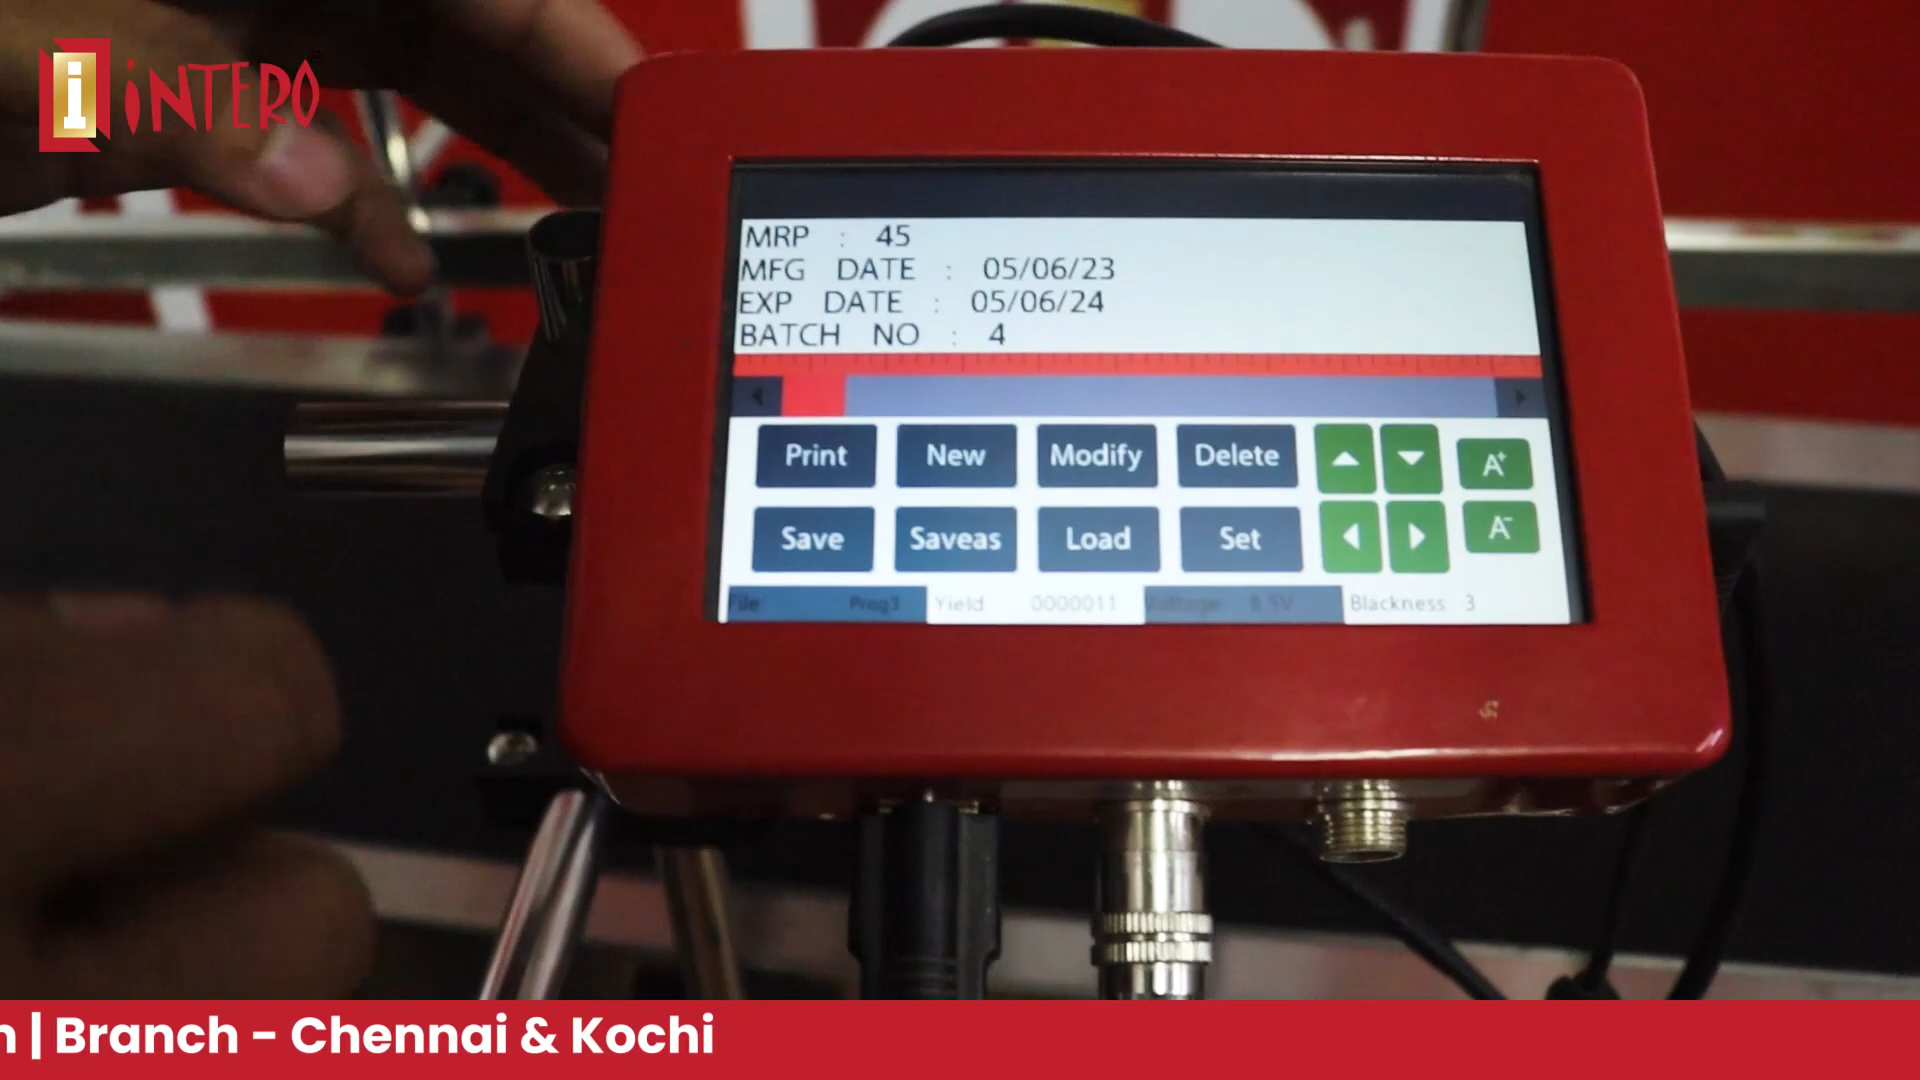 iNTERO
MRP : 45
MFG DATE : 05/06/23
EXP DATE : 05/06/24
BATCH NO : 4
Print New Modify Delete A+
Save Saveas Load Set A-
File: Prog3 Yield 0000011 Voltage: 8.5V Blackness 3
| Branch - Chennai & Kochi